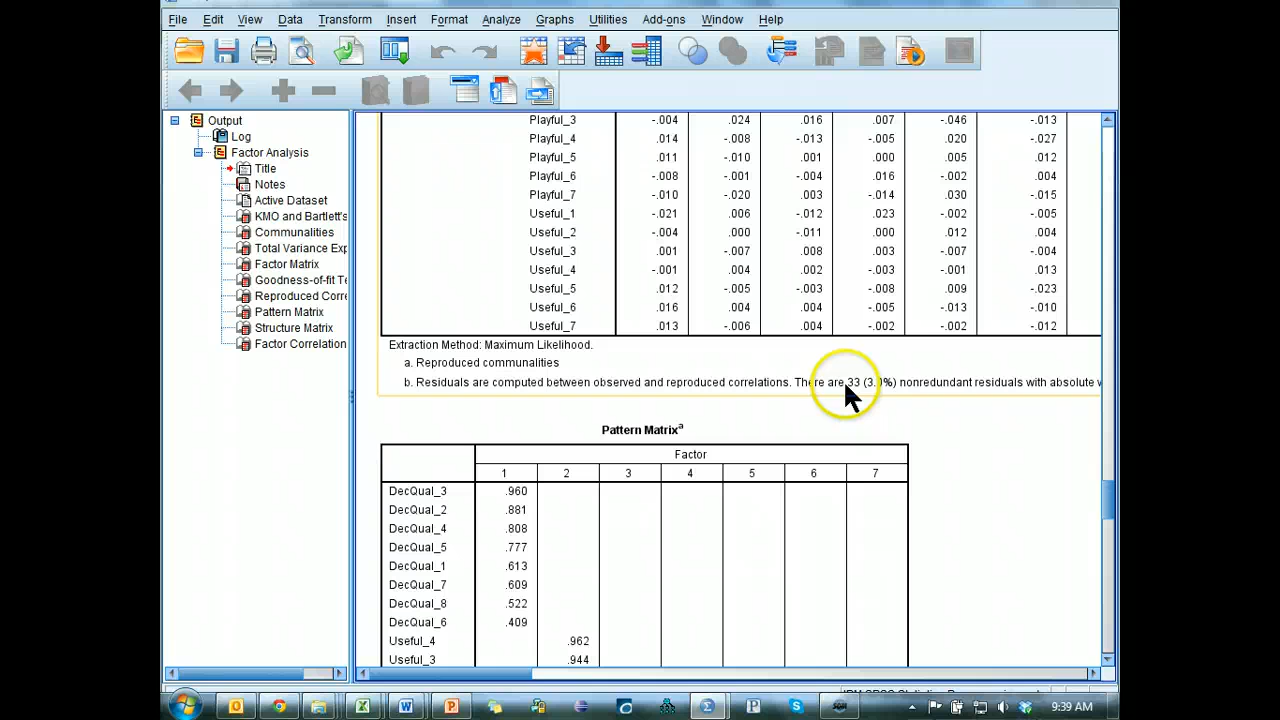 File Edit View Data Transform Insert Format Analyze Graphs Utilities Add-ons Window Help
Output
Log
Factor Analysis
Title
Notes
Active Dataset
KMO and Bartlett's
Communalities
Total Variance Exp
Factor Matrix
Goodness-of-fit Te
Reproduced Corre
Pattern Matrix
Structure Matrix
Factor Correlation
Playful_3 -.004 .024 .016 .007 -.046 -.013
Playful_4 .014 -.008 -.013 -.005 .020 -.027
Playful_5 .011 -.010 .001 .000 .005 .012
Playful_6 -.008 -.001 -.004 .016 -.002 .004
Playful_7 -.010 -.020 .003 -.014 .030 -.015
Useful_1 -.021 .006 -.012 .023 -.002 -.005
Useful_2 -.004 .000 -.011 .000 .012 .004
Useful_3 .001 -.007 .008 .003 -.007 -.004
Useful_4 -.001 .004 .002 -.003 -.001 .013
Useful_5 .012 -.005 -.003 -.008 .009 -.023
Useful_6 .016 .004 .004 -.005 -.013 -.010
Useful_7 .013 -.006 .004 -.002 -.002 -.012
Extraction Method: Maximum Likelihood.
a. Reproduced communalities
b. Residuals are computed between observed and reproduced correlations. There are 33 (3.0%) nonredundant residuals with absolute v
Pattern Matrixa
Factor
1 2 3 4 5 6 7
DecQual_3 .960
DecQual_2 .881
DecQual_4 .808
DecQual_5 .777
DecQual_1 .613
DecQual_7 .609
DecQual_8 .522
DecQual_6 .409
Useful_4 .962
Useful_3 .944
9:39 AM